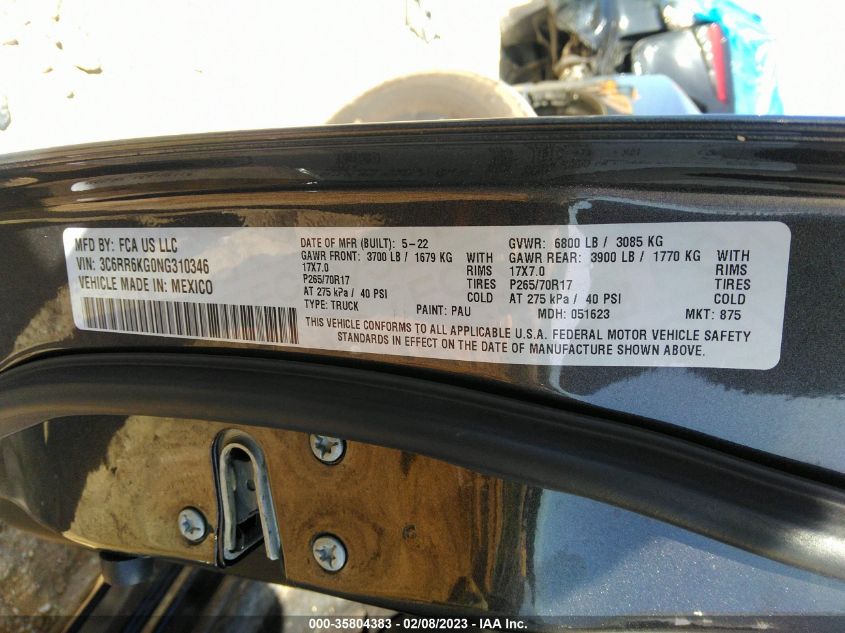 MFD BY: FCA US LLC
VIN: 3C6RR6KG0NG310346
VEHICLE MADE IN: MEXICO
DATE OF MFR (BUILT): 5-22
GAWR FRONT: 3700 LB / 1679 KG WITH
17X7.0 RIMS
P265/70R17 TIRES
AT 275 kPa / 40 PSI COLD
TYPE: TRUCK PAINT: PAU
GVWR: 6800 LB / 3085 KG
GAWR REAR: 3900 LB / 1770 KG WITH
17X7.0 RIMS
P265/70R17 TIRES
AT 275 kPa / 40 PSI COLD
MDH: 051623 MKT: 875
THIS VEHICLE CONFORMS TO ALL APPLICABLE U.S.A. FEDERAL MOTOR VEHICLE SAFETY
STANDARDS IN EFFECT ON THE DATE OF MANUFACTURE SHOWN ABOVE.
000-35804383 - 02/08/2023 - IAA Inc.